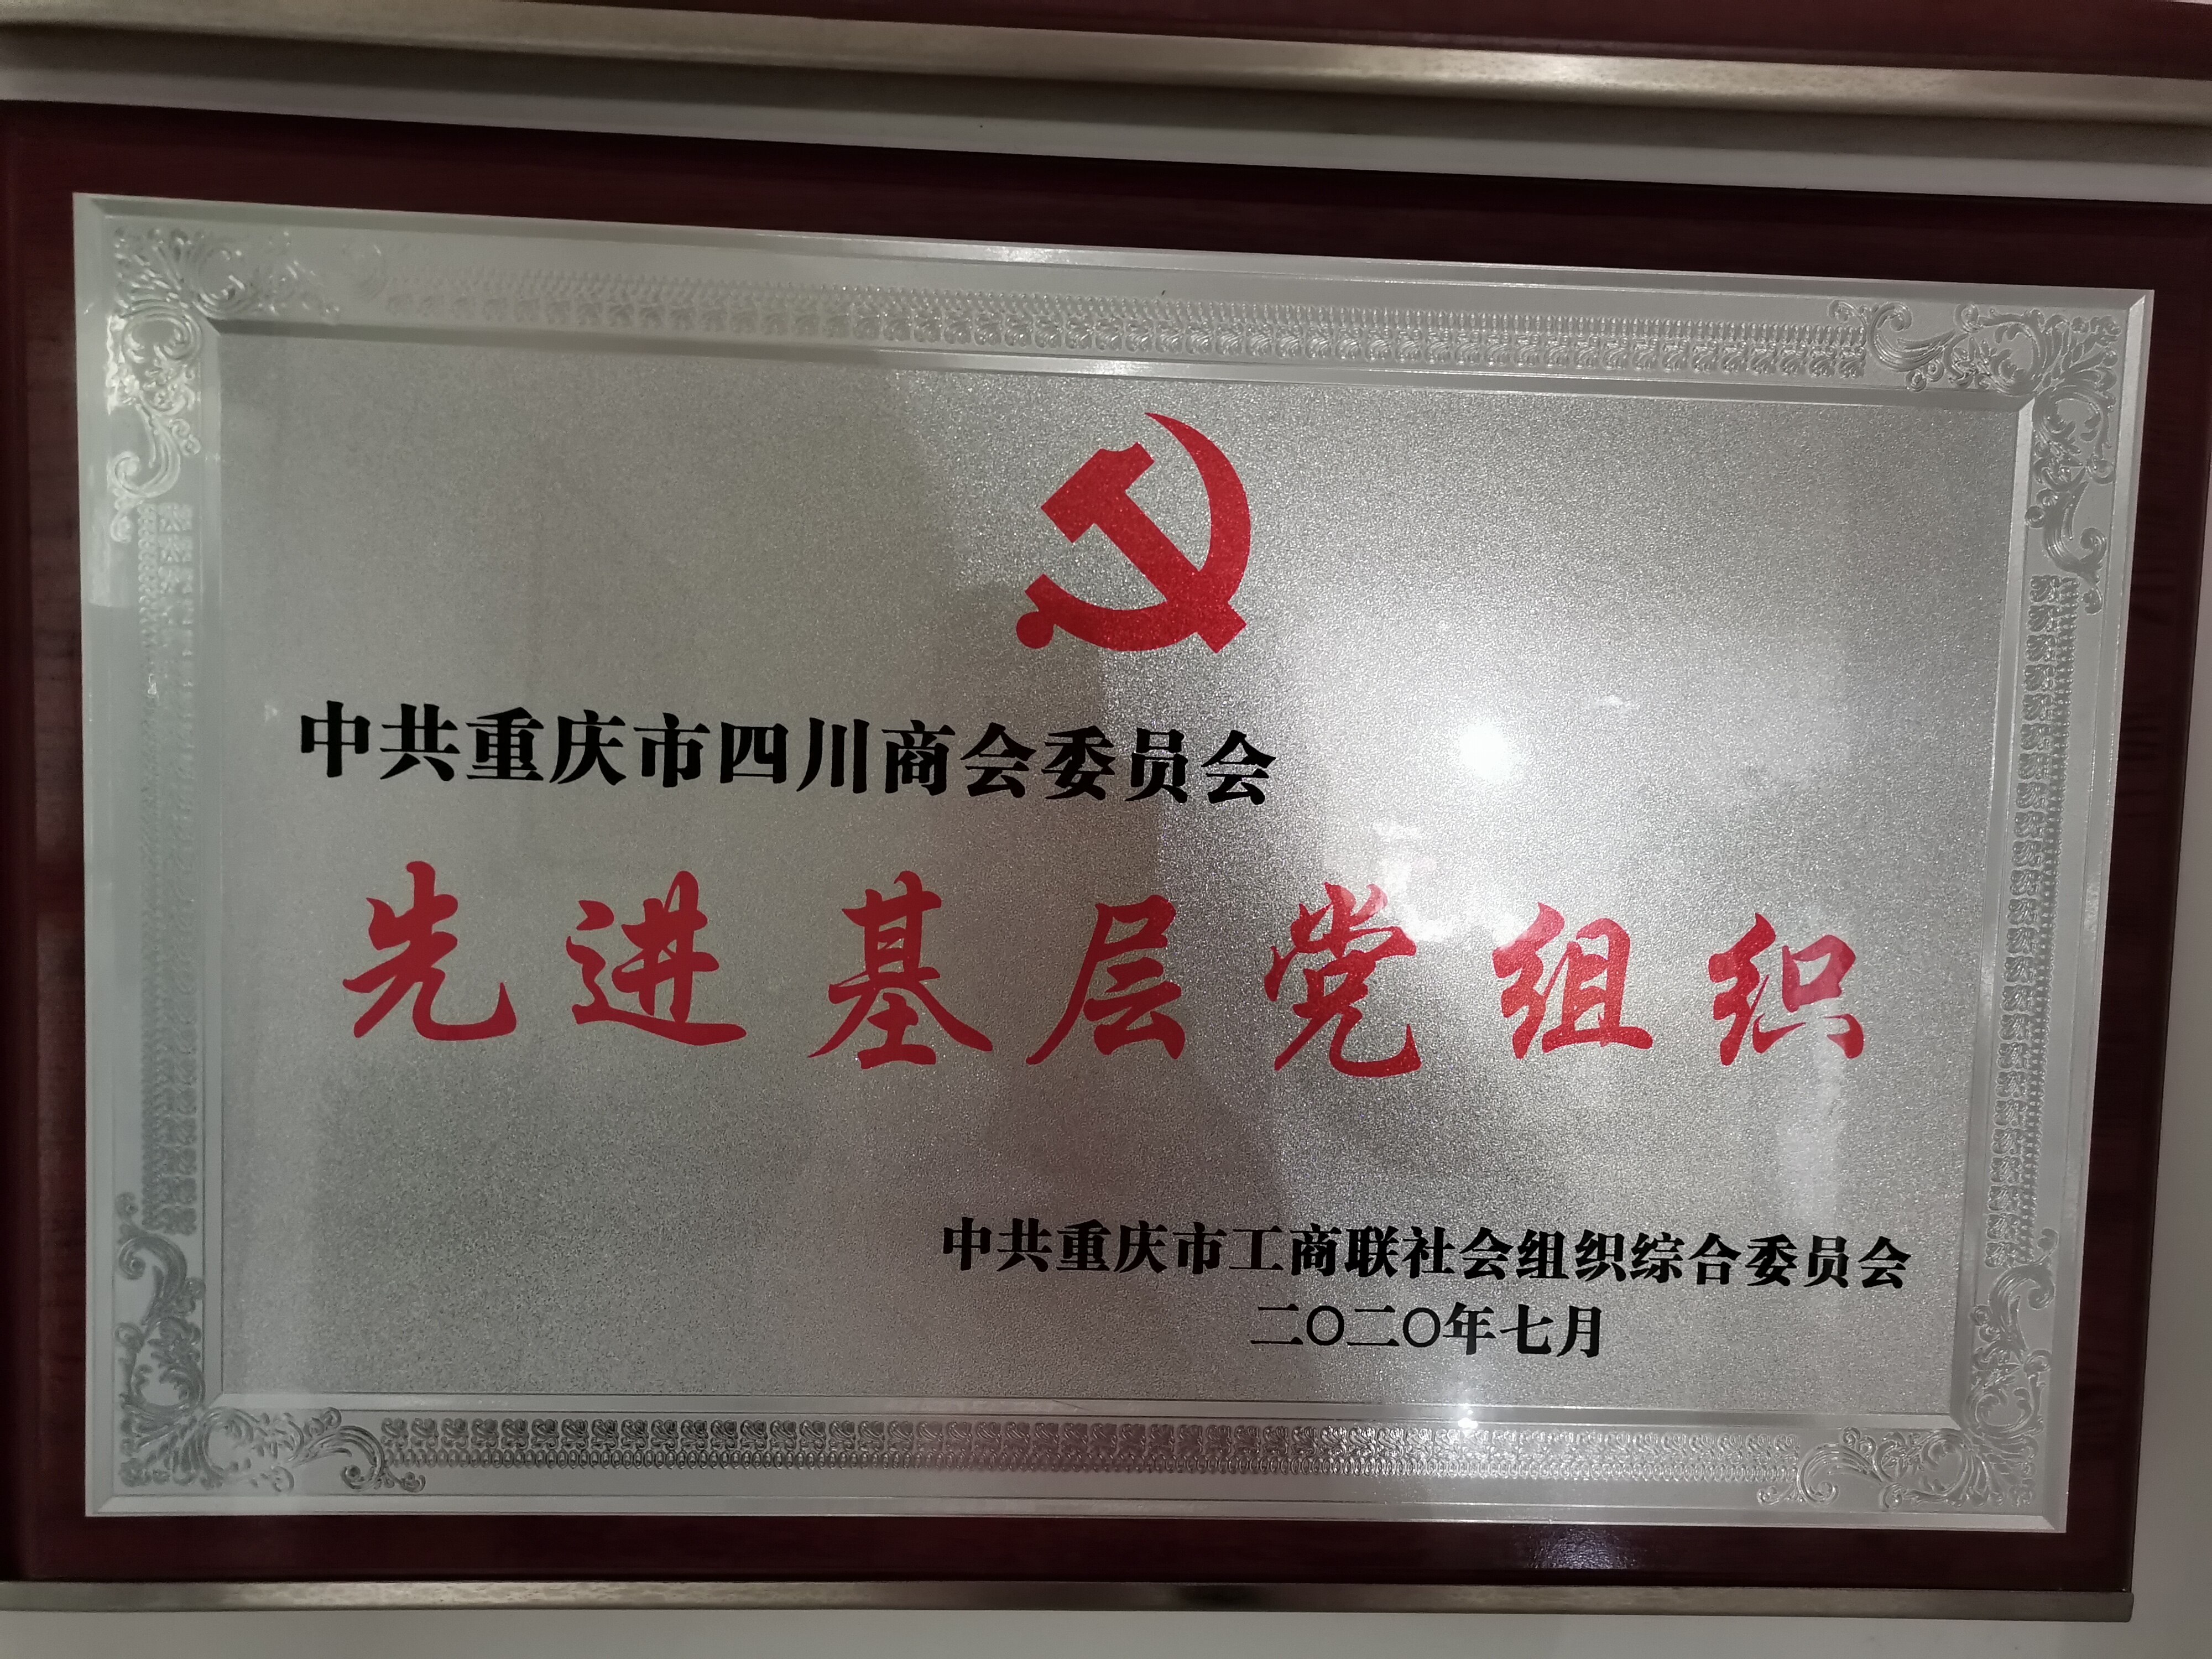 中共重庆市四川商会委员会
先进基层党组织
中共重庆市工商联社会组织综合委员会
二〇二〇年七月